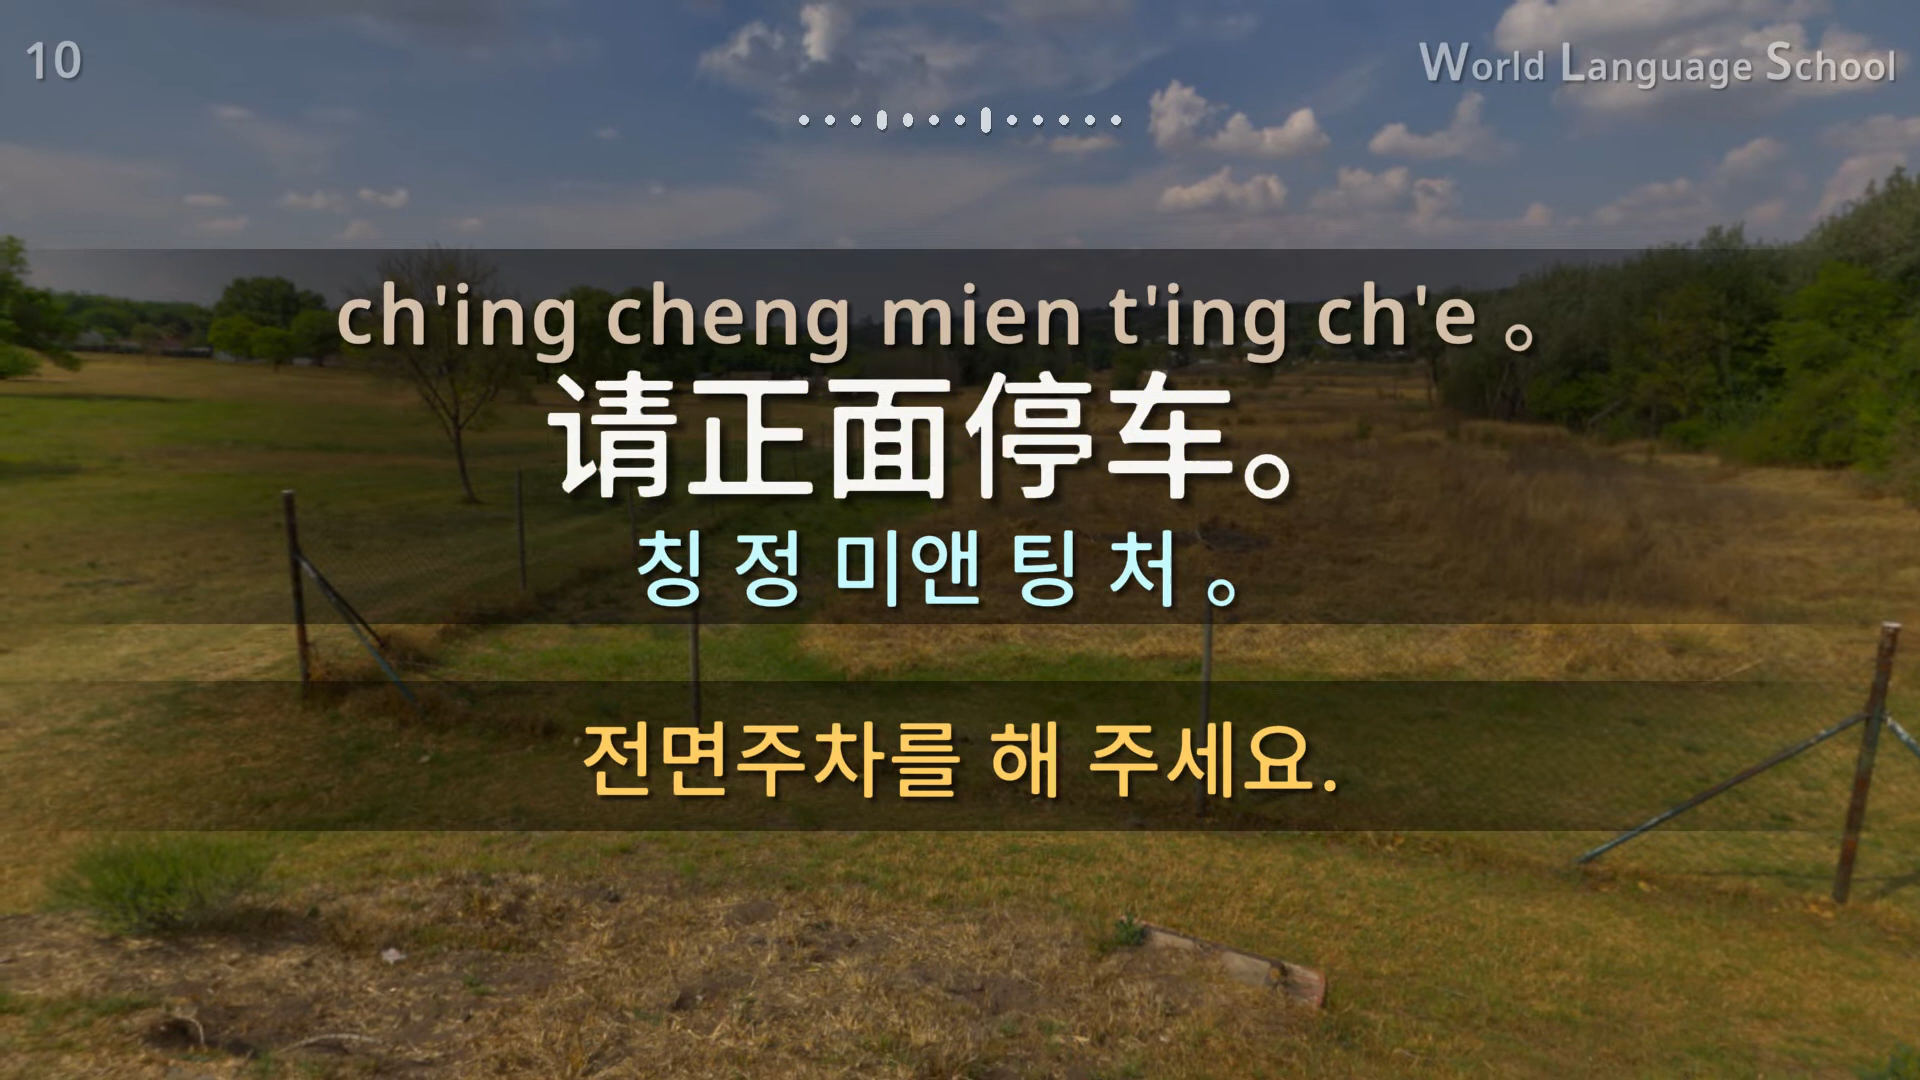 10
World Language School
ch'ing cheng mien t'ing ch'e 。
请正面停车。
칭 정 미앤 팅 처 。
전면주차를 해 주세요.